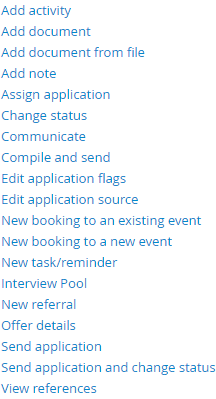 Add activity
Add document
Add document from file
Add note
Assign application
Change status
Communicate
Compile and send
Edit application flags
Edit application source
New booking to an existing event
New booking to a new event
New task/reminder
Interview Pool
New referral
Offer details
Send application
Send application and change status
View references